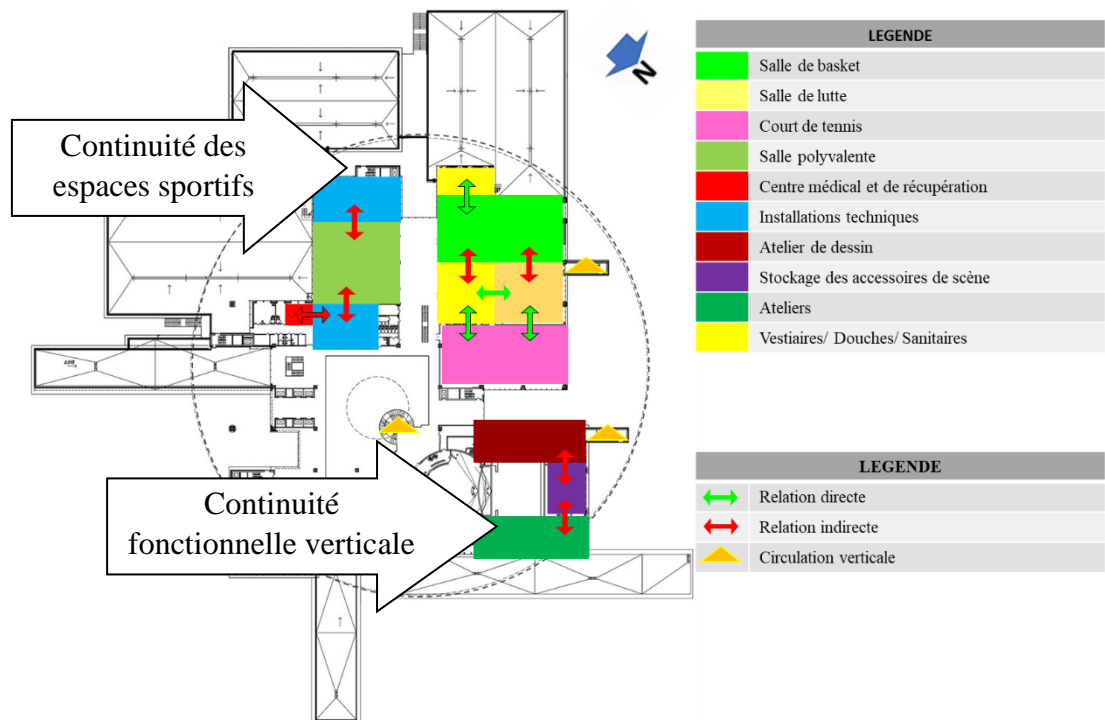 Continuité des
espaces sportifs
N
Continuité
fonctionnelle verticale
LEGENDE
Salle de basket
Salle de lutte
Court de tennis
Salle polyvalente
Centre médical et de récupération
Installations techniques
Atelier de dessin
Stockage des accessoires de scène
Ateliers
Vestiaires/ Douches/ Sanitaires
LEGENDE
Relation directe
Relation indirecte
Circulation verticale